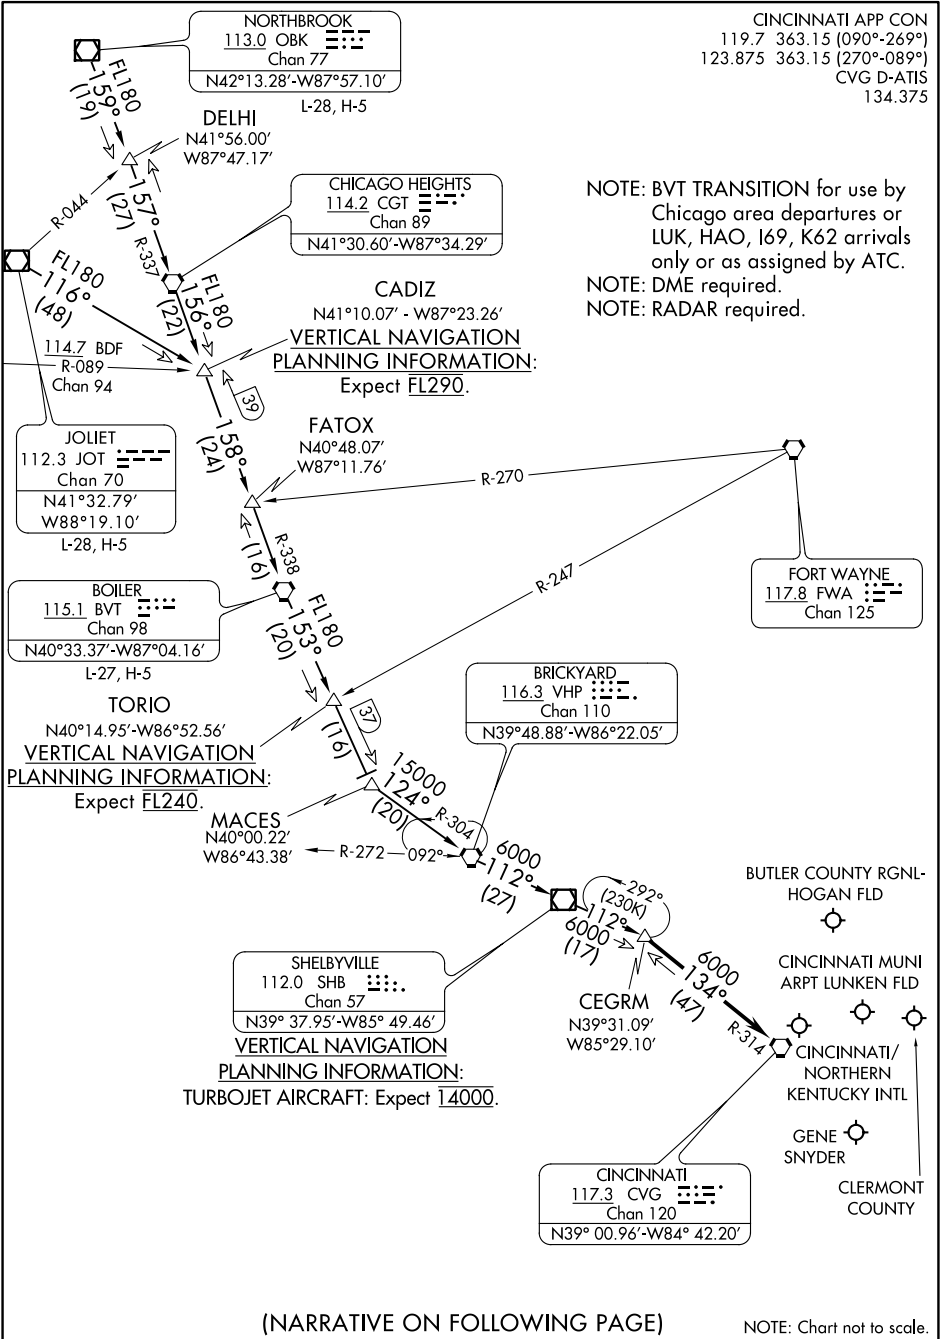 NORTHBROOK
113.0 OBK
Chan 77
N42°13.28’-W87°57.10’
L-28, H-5
CINCINNATI APP CON
119.7 363.15 (090°-269°)
123.875 363.15 (270°-089°)
CVG D-ATIS
134.375
FL180
159°
(19)
DELHI
N41°56.00’
W87°47.17’
R-044
157°
(27)
R-337
CHICAGO HEIGHTS
114.2 CGT
Chan 89
N41°30.60’-W87°34.29’
NOTE: BVT TRANSITION for use by
Chicago area departures or
LUK, HAO, I69, K62 arrivals
only or as assigned by ATC.
NOTE: DME required.
NOTE: RADAR required.
FL180
116°
(48)
FL180
156°
(22)
CADIZ
N41°10.07’ - W87°23.26’
VERTICAL NAVIGATION
PLANNING INFORMATION:
Expect FL290.
114.7 BDF
R-089
Chan 94
39
JOLIET
112.3 JOT
Chan 70
N41°32.79’
W88°19.10’
L-28, H-5
158°
(24)
FATOX
N40°48.07’
W87°11.76’
R-270
R-338
(16)
R-247
FORT WAYNE
117.8 FWA
Chan 125
BOILER
115.1 BVT
Chan 98
N40°33.37’-W87°04.16’
L-27, H-5
FL180
153°
(20)
TORIO
N40°14.95’-W86°52.56’
VERTICAL NAVIGATION
PLANNING INFORMATION:
Expect FL240.
37
(16)
BRICKYARD
116.3 VHP
Chan 110
N39°48.88’-W86°22.05’
MACES
N40°00.22’
W86°43.38’
15000
124°
(20)
R-304
R-272
092°
6000
112°
(27)
292°
(230K)
112°
6000
(17)
BUTLER COUNTY RGNL-
HOGAN FLD
SHELBYVILLE
112.0 SHB
Chan 57
N39° 37.95’-W85° 49.46’
VERTICAL NAVIGATION
PLANNING INFORMATION:
TURBOJET AIRCRAFT: Expect 14000.
CEGRM
N39°31.09’
W85°29.10’
6000
134°
(47)
R-314
CINCINNATI MUNI
ARPT LUNKEN FLD
CINCINNATI/
NORTHERN
KENTUCKY INTL
GENE
SNYDER
CLERMONT
COUNTY
CINCINNATI
117.3 CVG
Chan 120
N39° 00.96’-W84° 42.20’
(NARRATIVE ON FOLLOWING PAGE)
NOTE: Chart not to scale.